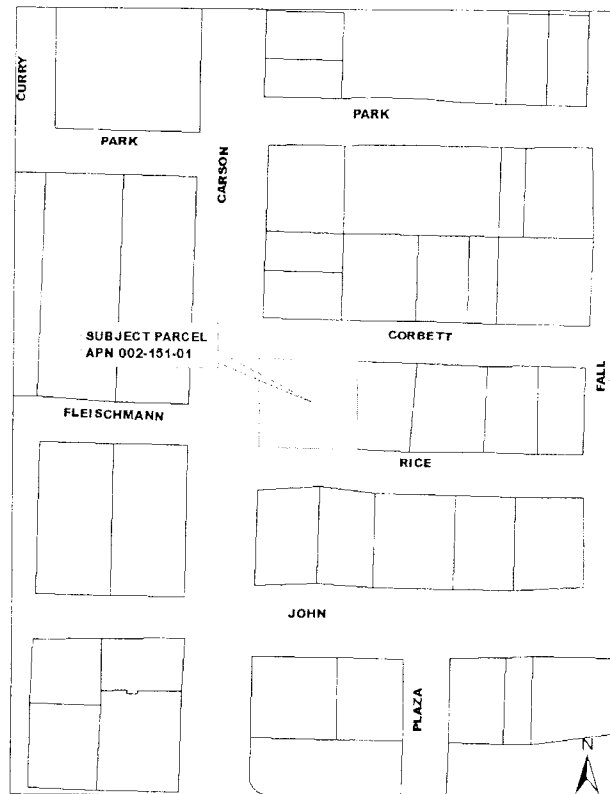 CURRY
PARK
PARK
CARSON
SUBJECT PARCEL
APN 002-151-01
CORBETT
FALL
FLEISCHMANN
RICE
JOHN
PLAZA
N